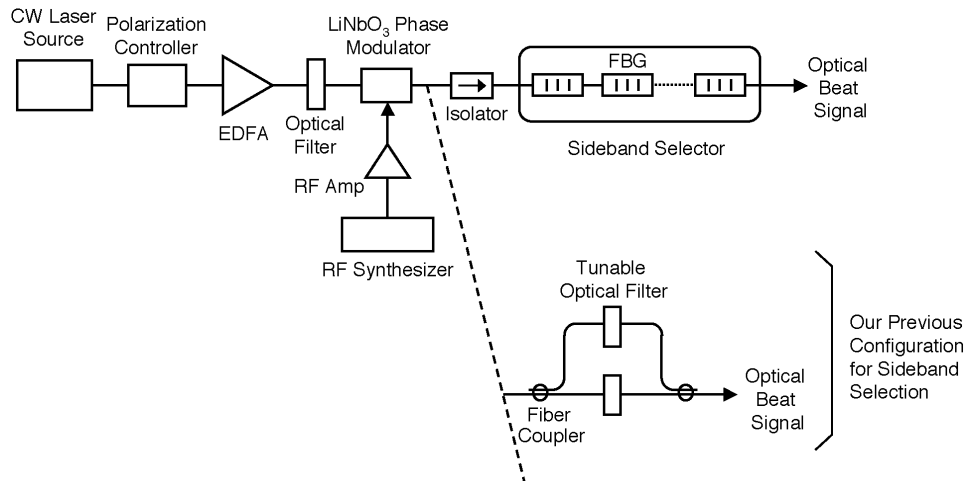 CW Laser
Source
Polarization
Controller
EDFA
Optical
Filter
LiNbO3 Phase
Modulator
RF Amp
RF Synthesizer
Isolator
FBG
Sideband Selector
Optical
Beat
Signal
Tunable
Optical Filter
Fiber
Coupler
Optical
Beat
Signal
Our Previous
Configuration
for Sideband
Selection